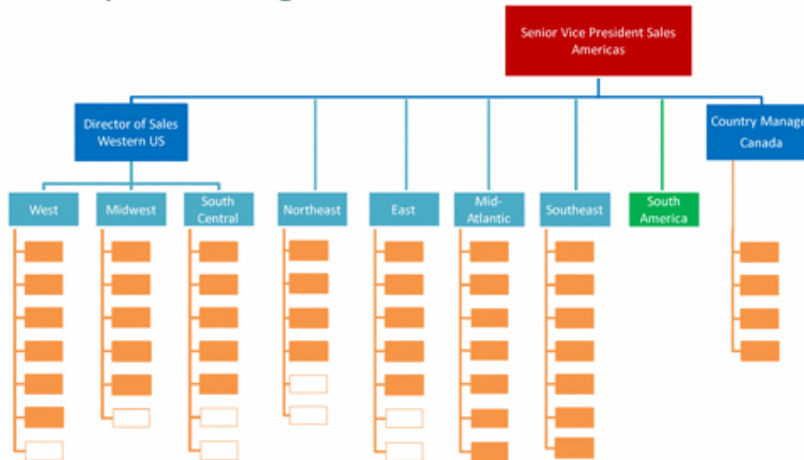 Senior Vice President Sales
Americas
Director of Sales
Western US
Country Manage
Canada
West
Midwest
South
Central
Northeast
East
Mid-
Atlantic
Southeast
South
America